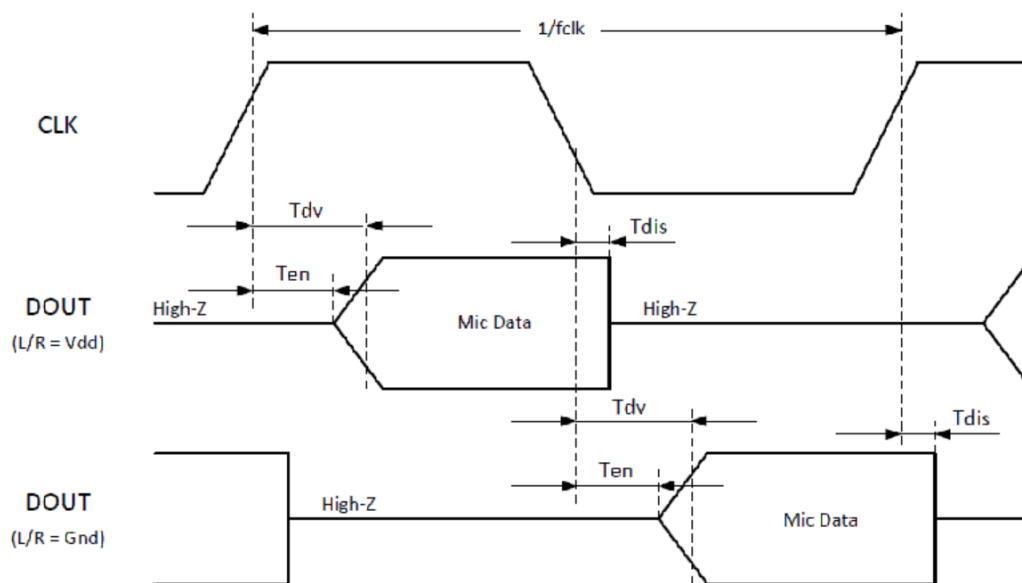 1/fclk
CLK
Tdv
Tdis
Ten
DOUT
(L/R = Vdd)
High-Z
Mic Data
High-Z
Tdv
Tdis
Ten
DOUT
(L/R = Gnd)
High-Z
Mic Data